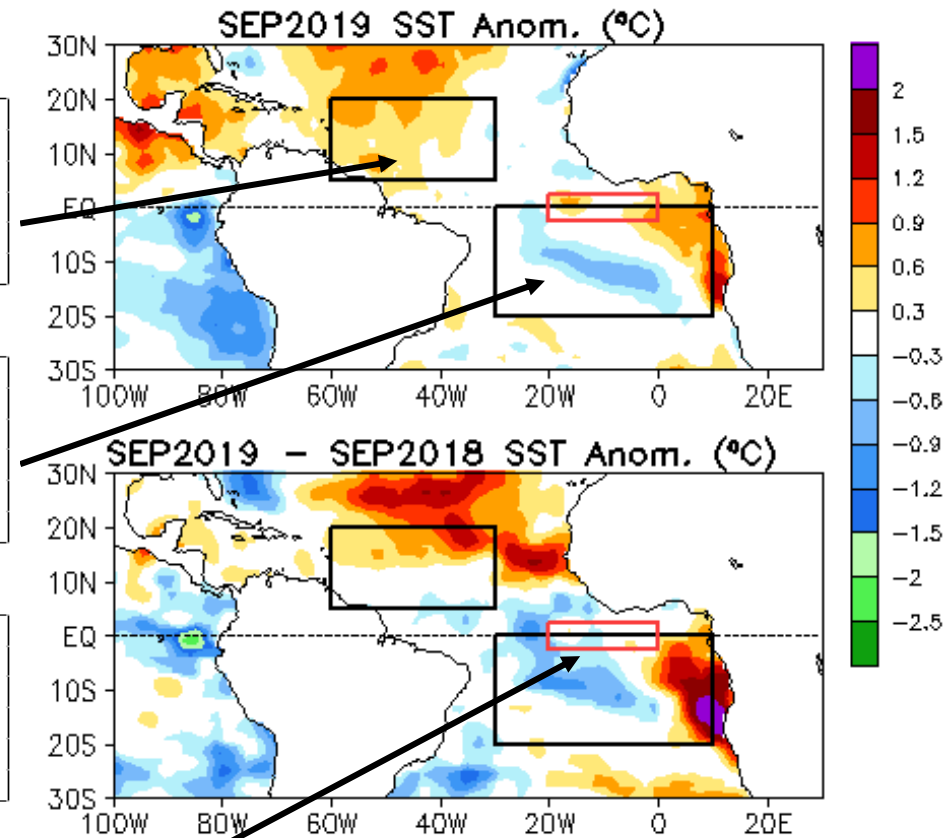 SEP2019 SST Anom. (°C)
30N
20N
10N
EQ
10S
20S
30S
100W 80W 60W 40W 20W 0 20E
SEP2019 – SEP2018 SST Anom. (°C)
30N
20N
10N
EQ
10S
20S
30S
100W 80W 60W 40W 20W 0 20E
2
1.5
1.2
0.9
0.6
0.3
−0.3
−0.6
−0.9
−1.2
−1.5
−2
−2.5